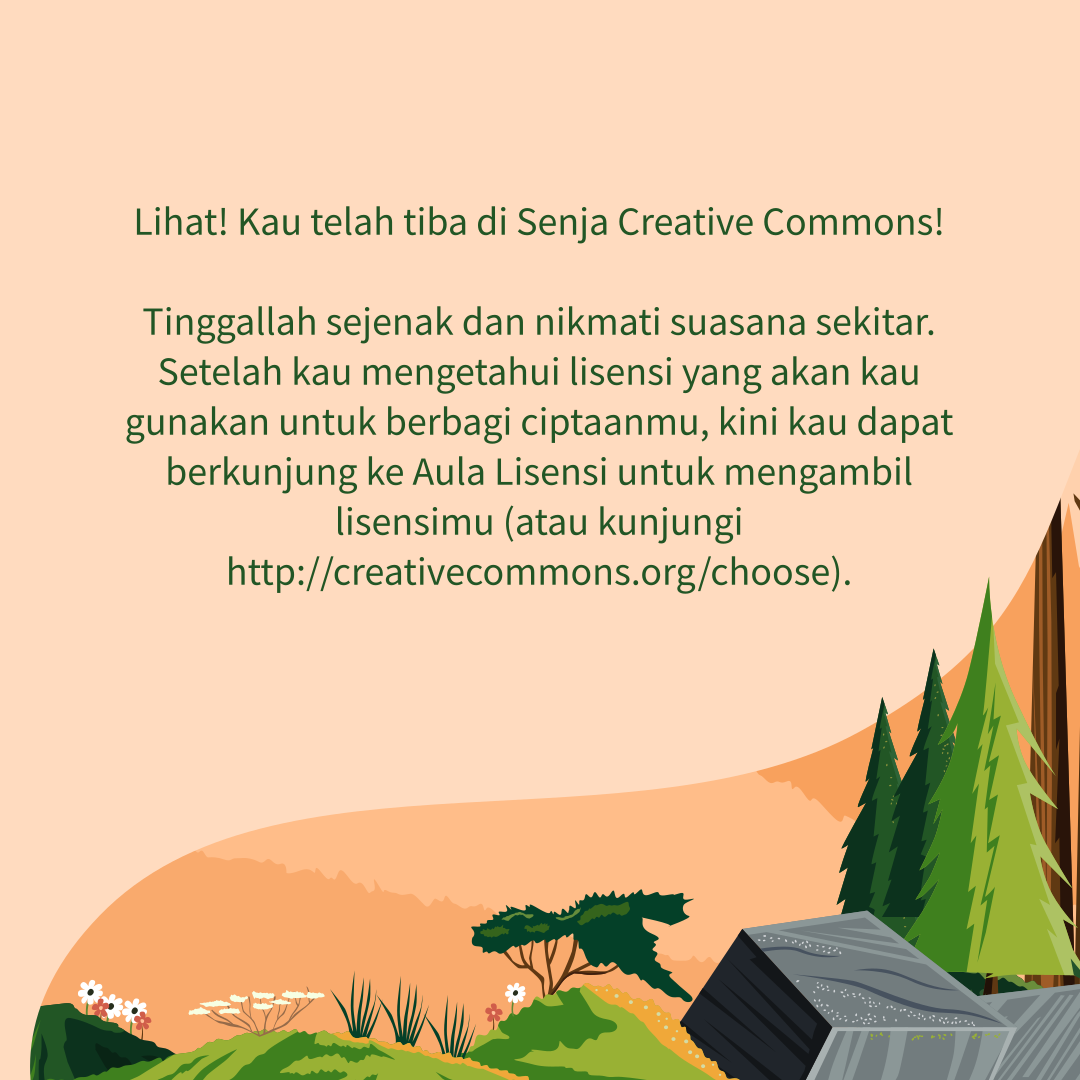 Lihat! Kau telah tiba di Senja Creative Commons!
Tinggallah sejenak dan nikmati suasana sekitar.
Setelah kau mengetahui lisensi yang akan kau
gunakan untuk berbagi ciptaanmu, kini kau dapat
berkunjung ke Aula Lisensi untuk mengambil
lisensimu (atau kunjungi
http://creativecommons.org/choose).